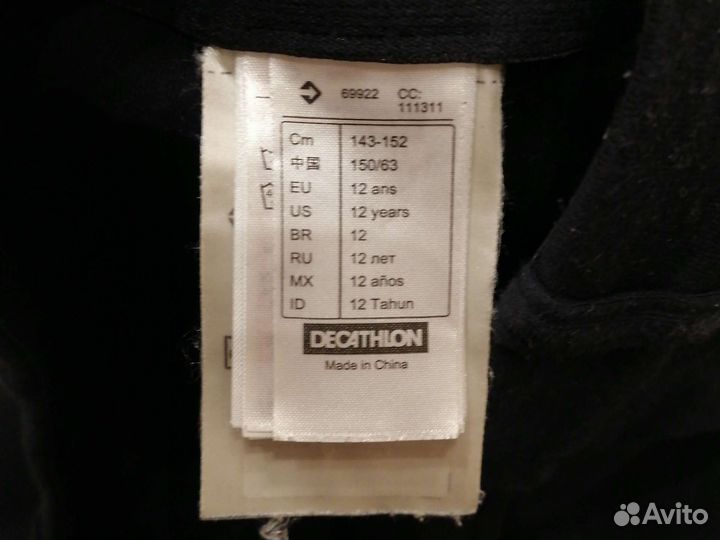 69922 CC:
111311
Cm 143-152
中国 150/63
EU 12 ans
US 12 years
BR 12
RU 12 лет
MX 12 años
ID 12 Tahun
DECATHLON
Made in China
Avito